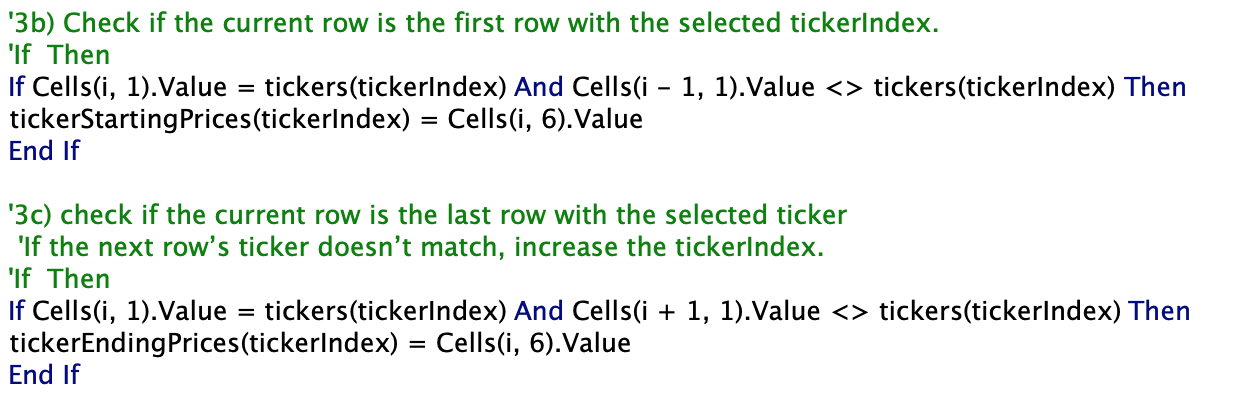 '3b) Check if the current row is the first row with the selected tickerIndex.
'If  Then
If Cells(i, 1).Value = tickers(tickerIndex) And Cells(i - 1, 1).Value <> tickers(tickerIndex) Then
tickerStartingPrices(tickerIndex) = Cells(i, 6).Value
End If

'3c) check if the current row is the last row with the selected ticker
'If the next row’s ticker doesn’t match, increase the tickerIndex.
'If  Then
If Cells(i, 1).Value = tickers(tickerIndex) And Cells(i + 1, 1).Value <> tickers(tickerIndex) Then
tickerEndingPrices(tickerIndex) = Cells(i, 6).Value
End If